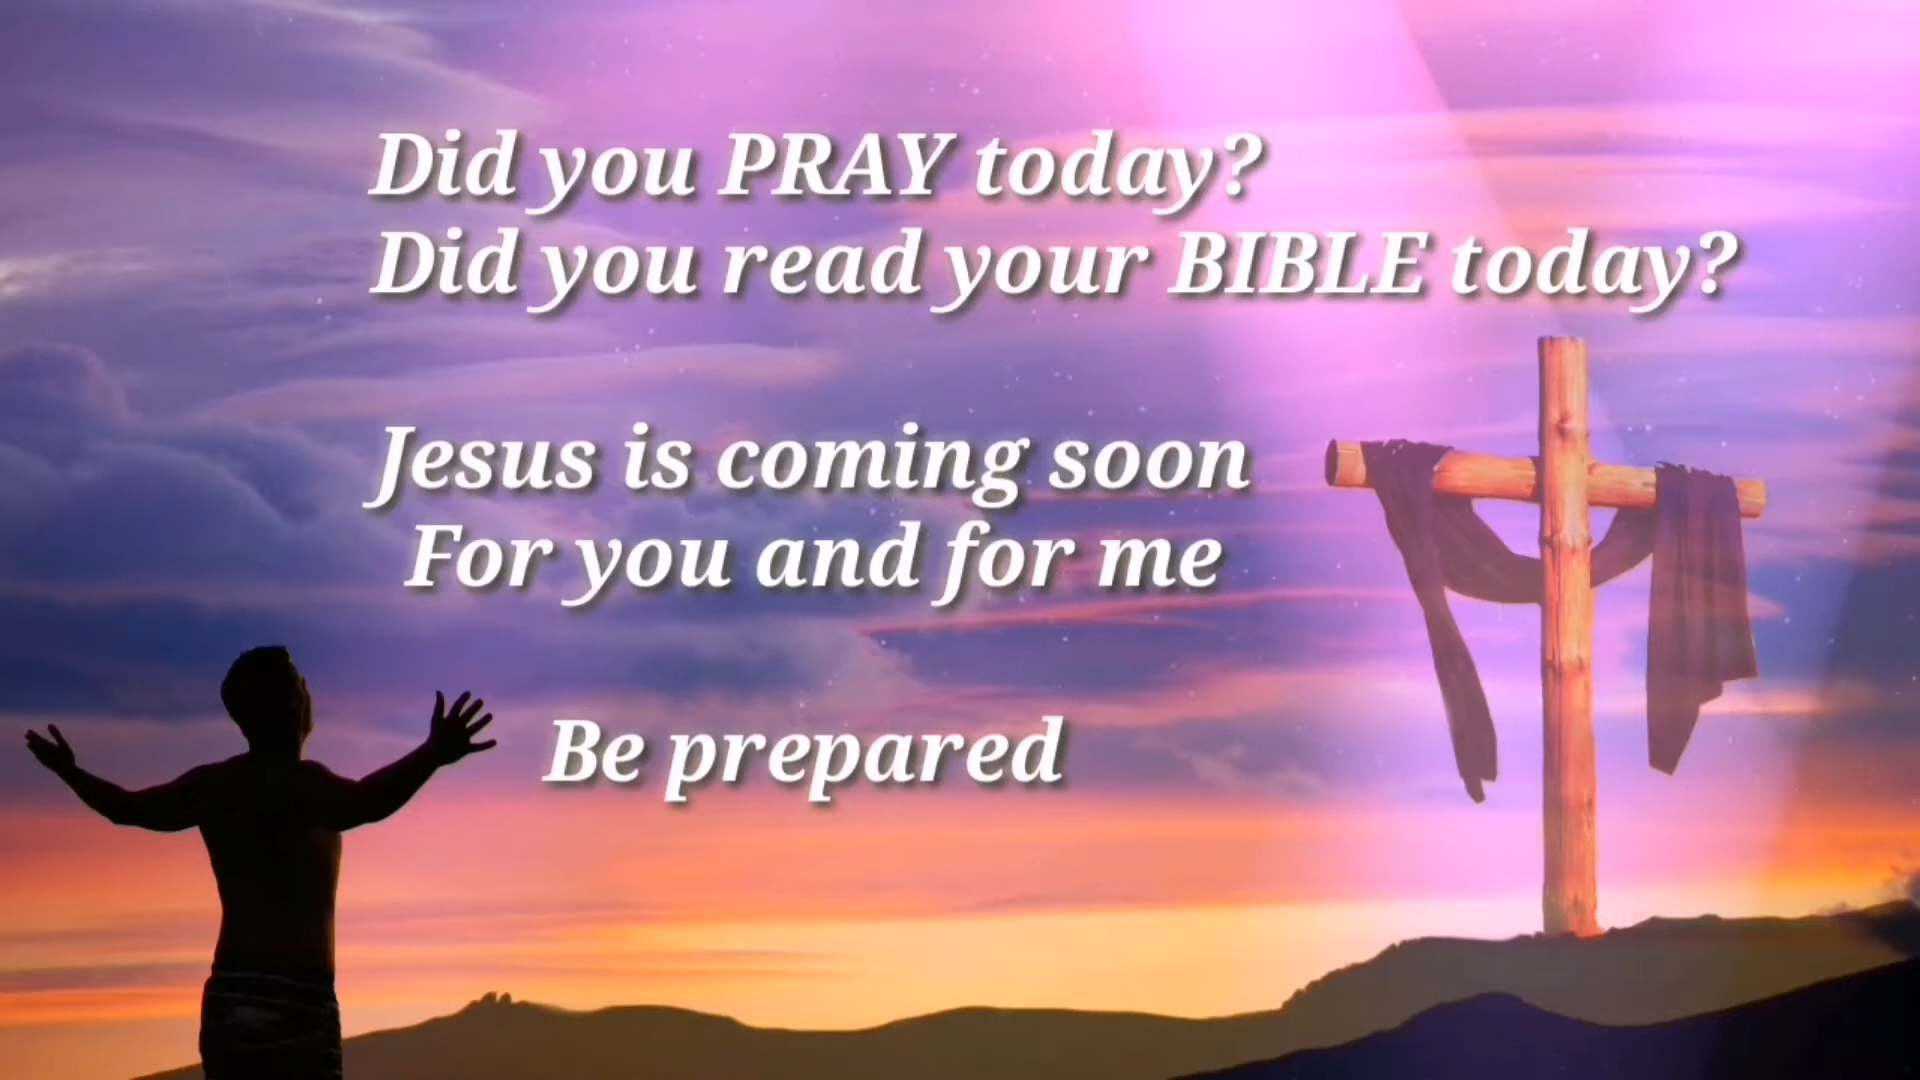 Did you PRAY today?
Did you read your BIBLE today?
Jesus is coming soon
For you and for me
Be prepared